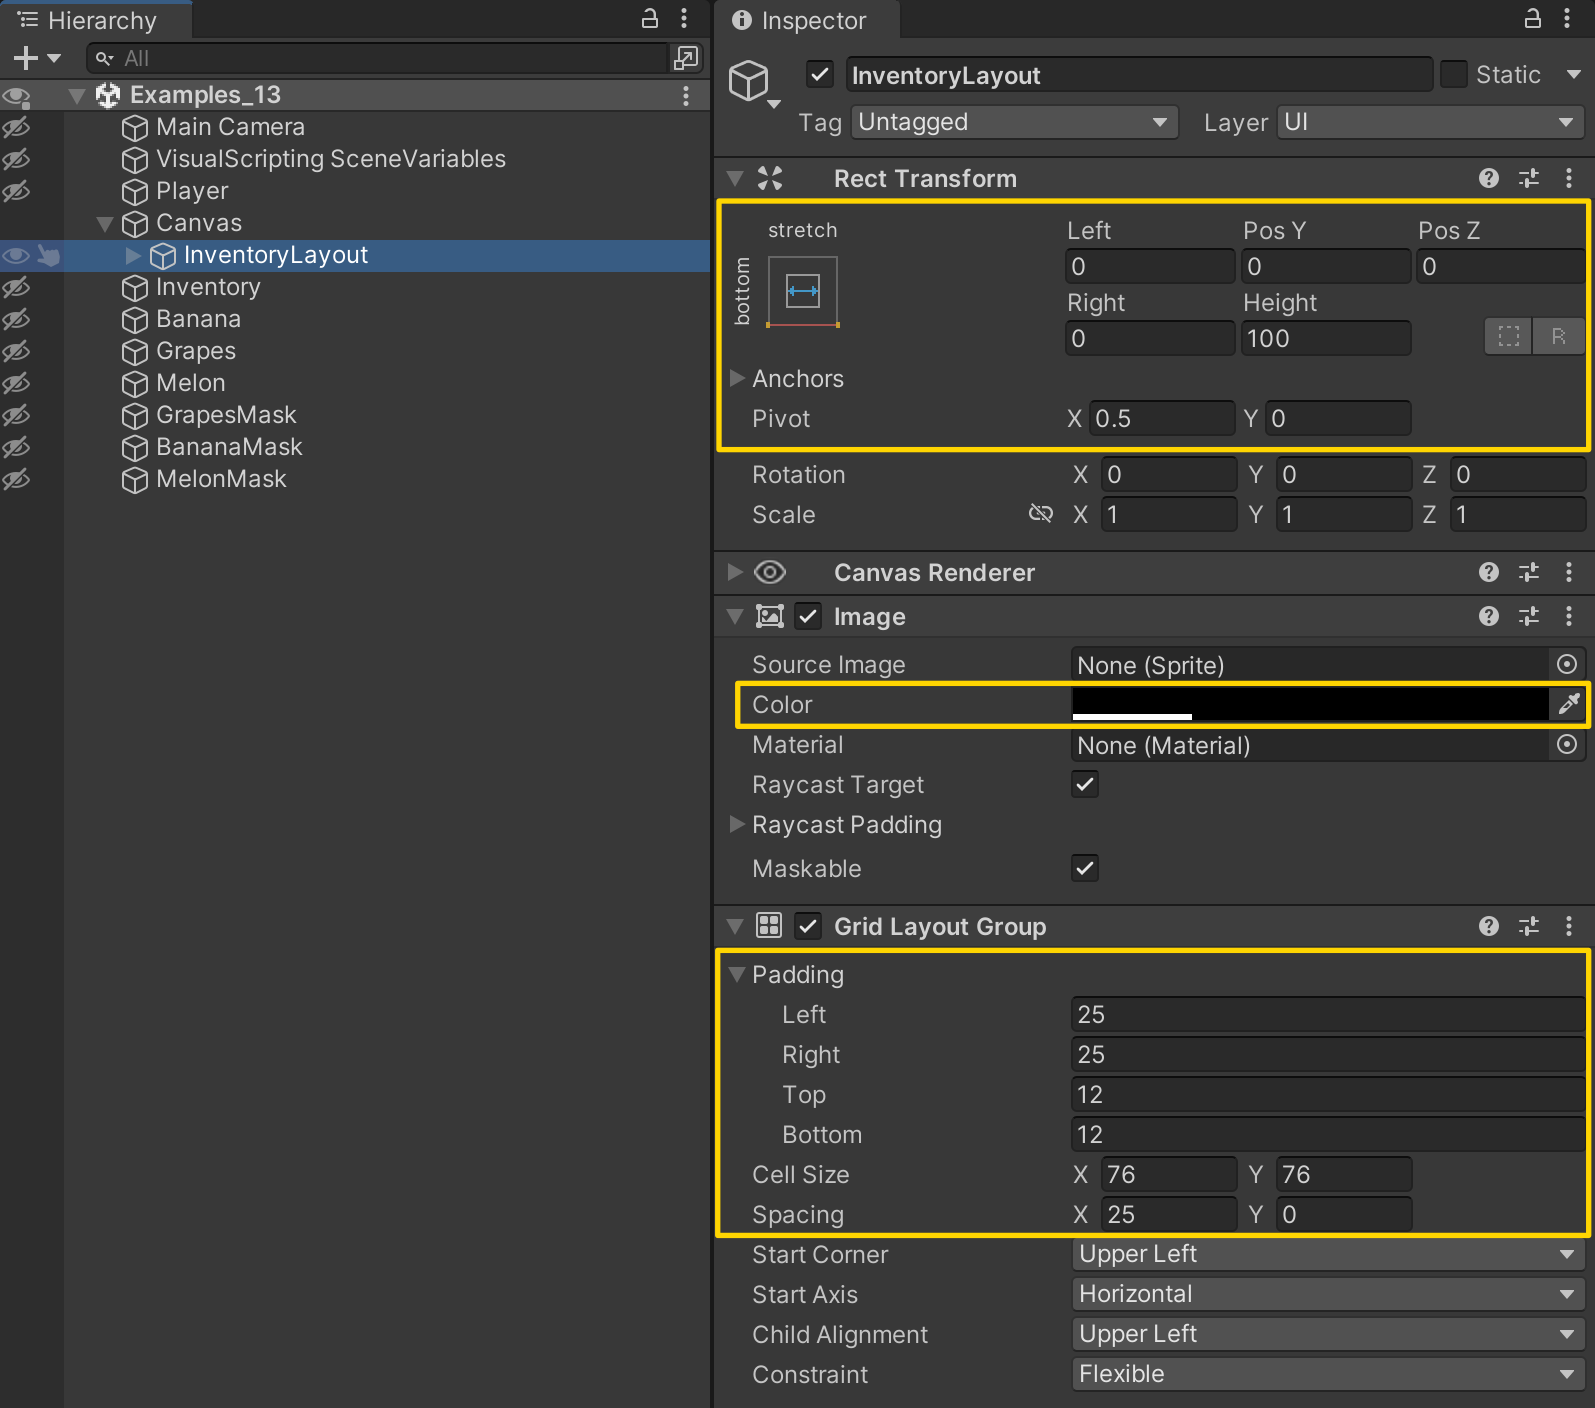 Hierarchy
All
Examples_13
Main Camera
VisualScripting SceneVariables
Player
Canvas
InventoryLayout
Inventory
Banana
Grapes
Melon
GrapesMask
BananaMask
MelonMask
Inspector
InventoryLayout Static
Tag Untagged Layer UI
Rect Transform
stretch
bottom
Left Pos Y Pos Z
0 0 0
Right Height
0 100 R
Anchors
Pivot X 0.5 Y 0
Rotation X 0 Y 0 Z 0
Scale X 1 Y 1 Z 1
Canvas Renderer
Image
Source Image None (Sprite)
Color
Material None (Material)
Raycast Target
Raycast Padding
Maskable
Grid Layout Group
Padding
Left 25
Right 25
Top 12
Bottom 12
Cell Size X 76 Y 76
Spacing X 25 Y 0
Start Corner Upper Left
Start Axis Horizontal
Child Alignment Upper Left
Constraint Flexible